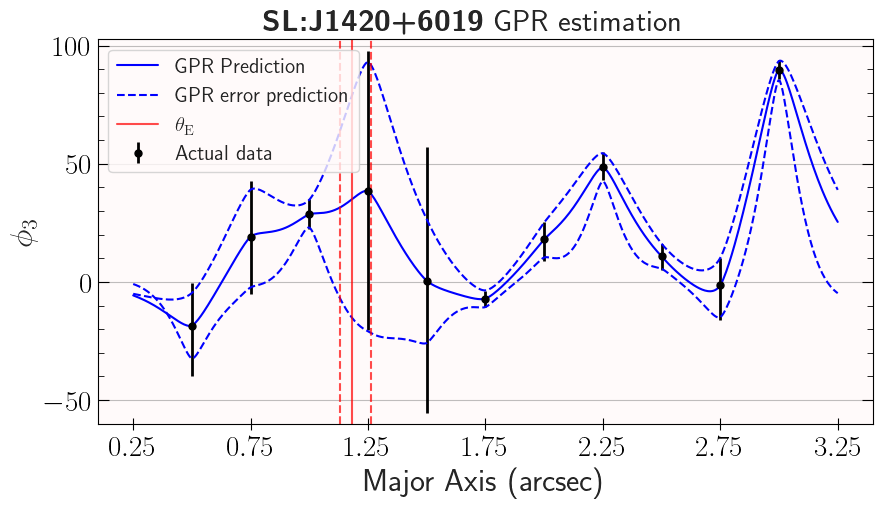 SL:J1420+6019 GPR estimation
100
50
0
−50
ϕ₃
GPR Prediction
GPR error prediction
θ_E
Actual data
0.25 0.75 1.25 1.75 2.25 2.75 3.25
Major Axis (arcsec)